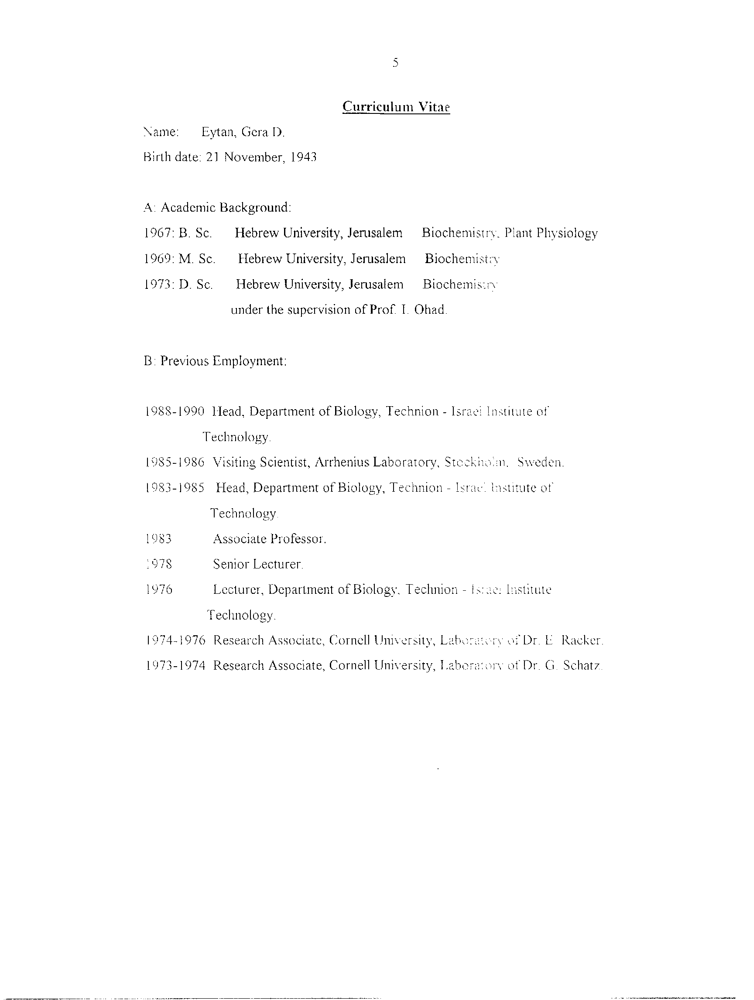 5
Curriculum Vitae
Name: Eytan, Gera D.
Birth date: 21 November, 1943
A: Academic Background:
1967: B. Sc. Hebrew University, Jerusalem Biochemistry, Plant Physiology
1969: M. Sc. Hebrew University, Jerusalem Biochemistry
1973: D. Sc. Hebrew University, Jerusalem Biochemistry
under the supervision of Prof. I. Ohad.
B: Previous Employment:
1988-1990 Head, Department of Biology, Technion - Israel Institute of
Technology.
1985-1986 Visiting Scientist, Arrhenius Laboratory, Stockholm, Sweden.
1983-1985 Head, Department of Biology, Technion - Israel Institute of
Technology.
1983 Associate Professor.
1978 Senior Lecturer.
1976 Lecturer, Department of Biology, Technion - Israel Institute
Technology.
1974-1976 Research Associate, Cornell University, Laboratory of Dr. E. Racker.
1973-1974 Research Associate, Cornell University, Laboratory of Dr. G. Schatz.